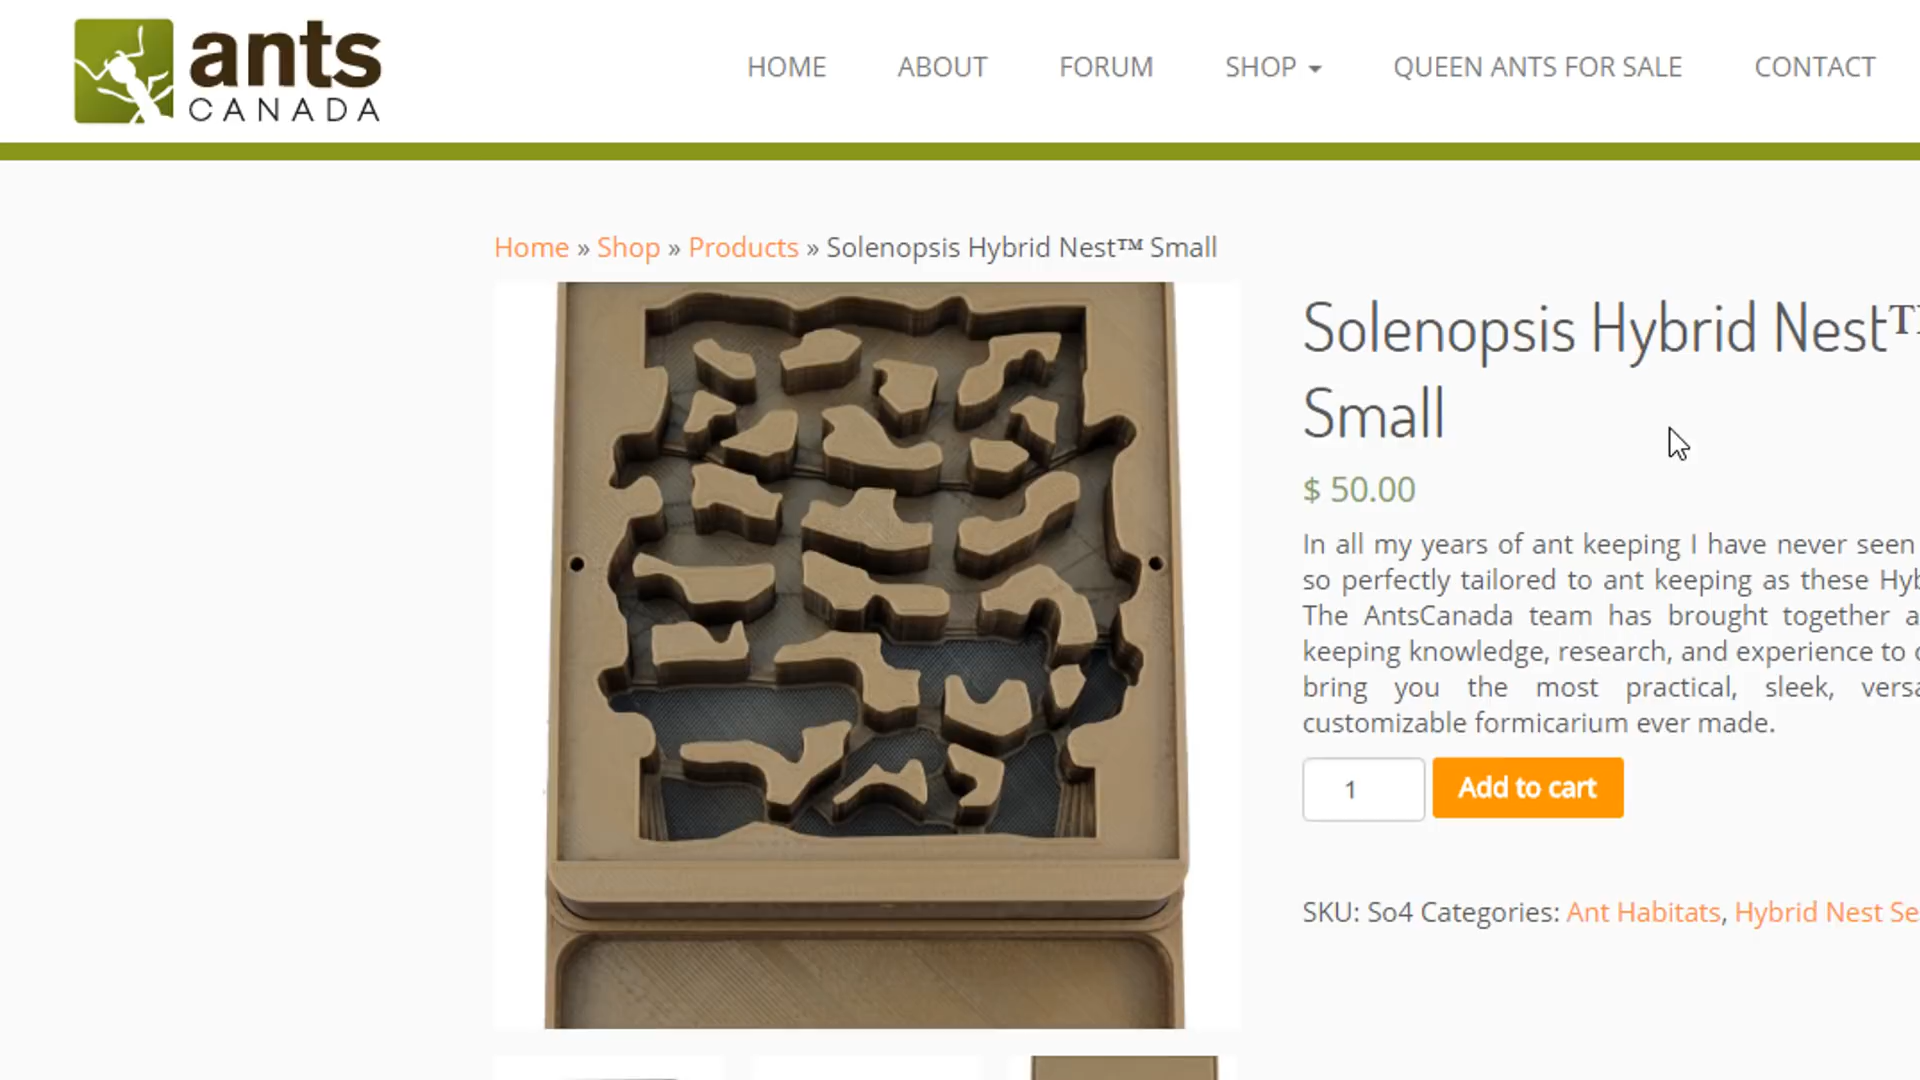 ants
CANADA
HOME ABOUT FORUM SHOP QUEEN ANTS FOR SALE CONTACT
Home » Shop » Products » Solenopsis Hybrid Nest™ Small
Solenopsis Hybrid Nest™
Small
$ 50.00
In all my years of ant keeping I have never seen
so perfectly tailored to ant keeping as these
The AntsCanada team has brought together
keeping knowledge, research, and experience to
bring you the most practical, sleek,
customizable formicarium ever made.
1 Add to cart
SKU: So4 Categories: Ant Habitats, Hybrid Nest